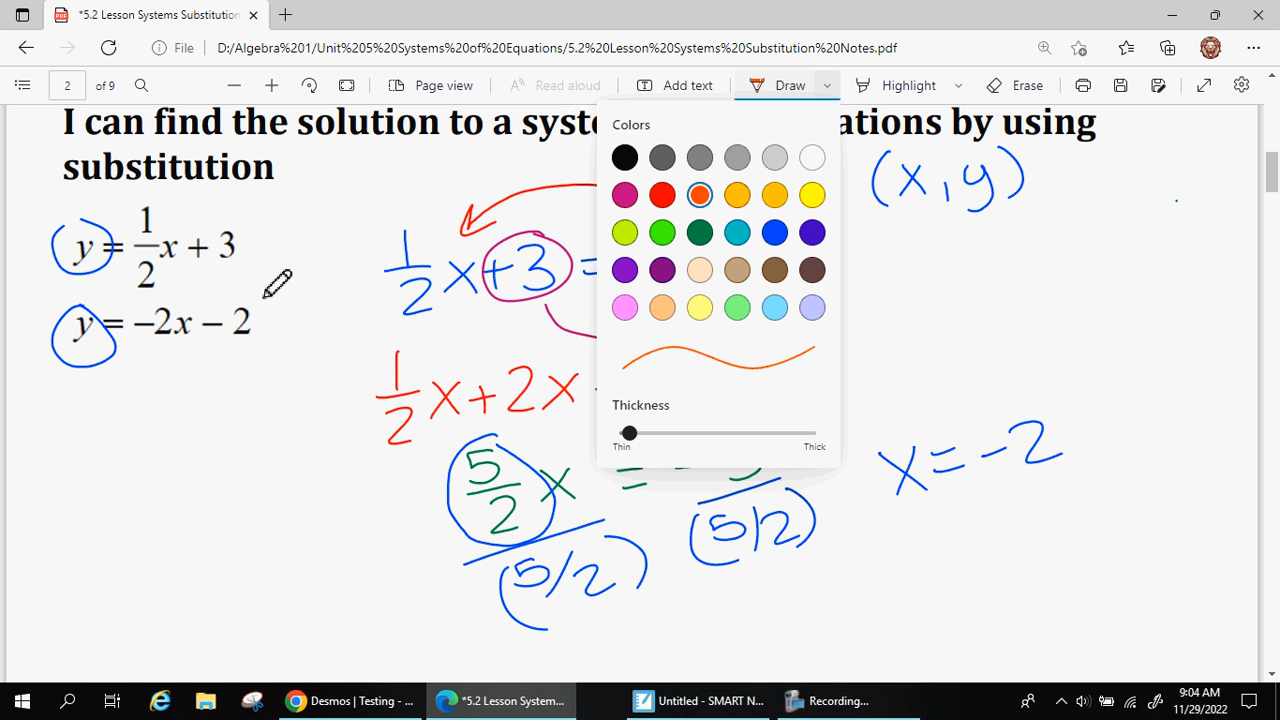 *5.2 Lesson Systems Substitution
File D:/Algebra%201/Unit%205%20Systems%20of%20Equations/5.2%20Lesson%20Systems%20Substitution%20Notes.pdf
2 of 9 Page view Read aloud Add text Draw Highlight Erase
I can find the solution to a syste ations by using
substitution
Colors
(x, y)
y = 1/2 x + 3
1/2 x + 3 =
y = –2x – 2
1/2 x + 2x
Thickness
Thin Thick
5/2 x =
x = -2
(5/2)
(5/2)
Desmos | Testing - ... *5.2 Lesson System... Untitled - SMART N... Recording...
9:04 AM
11/29/2022